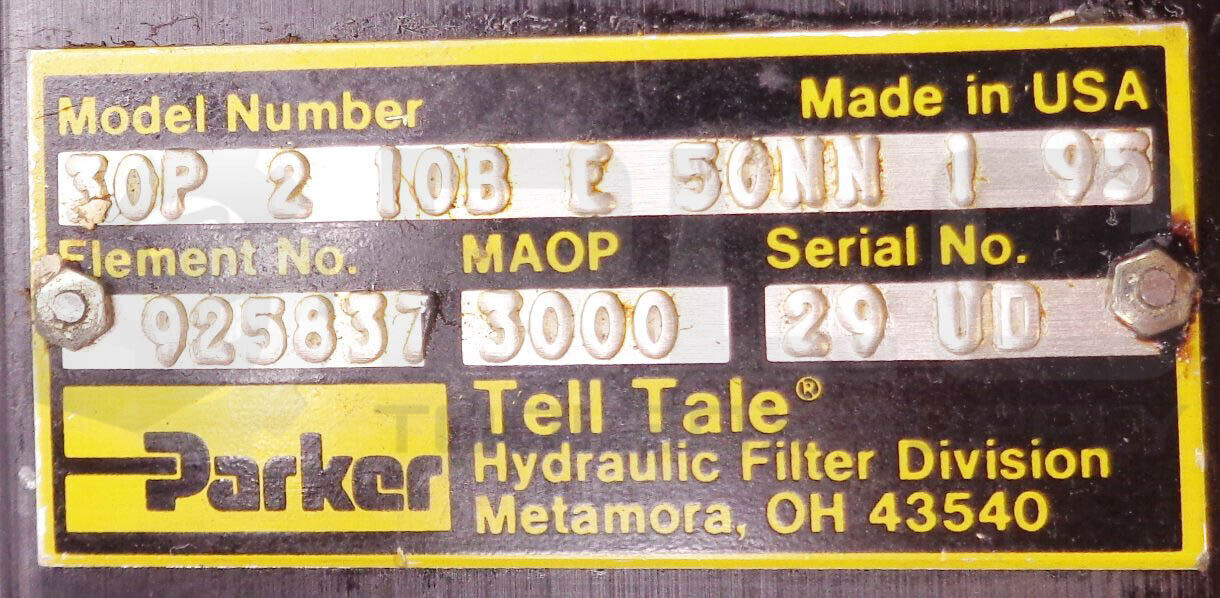 Model Number Made in USA
30P 2 10B E 50NN 1 95
Element No. MAOP Serial No.
925837 3000 29 UD
Parker
Tell Tale®
Hydraulic Filter Division
Metamora, OH 43540